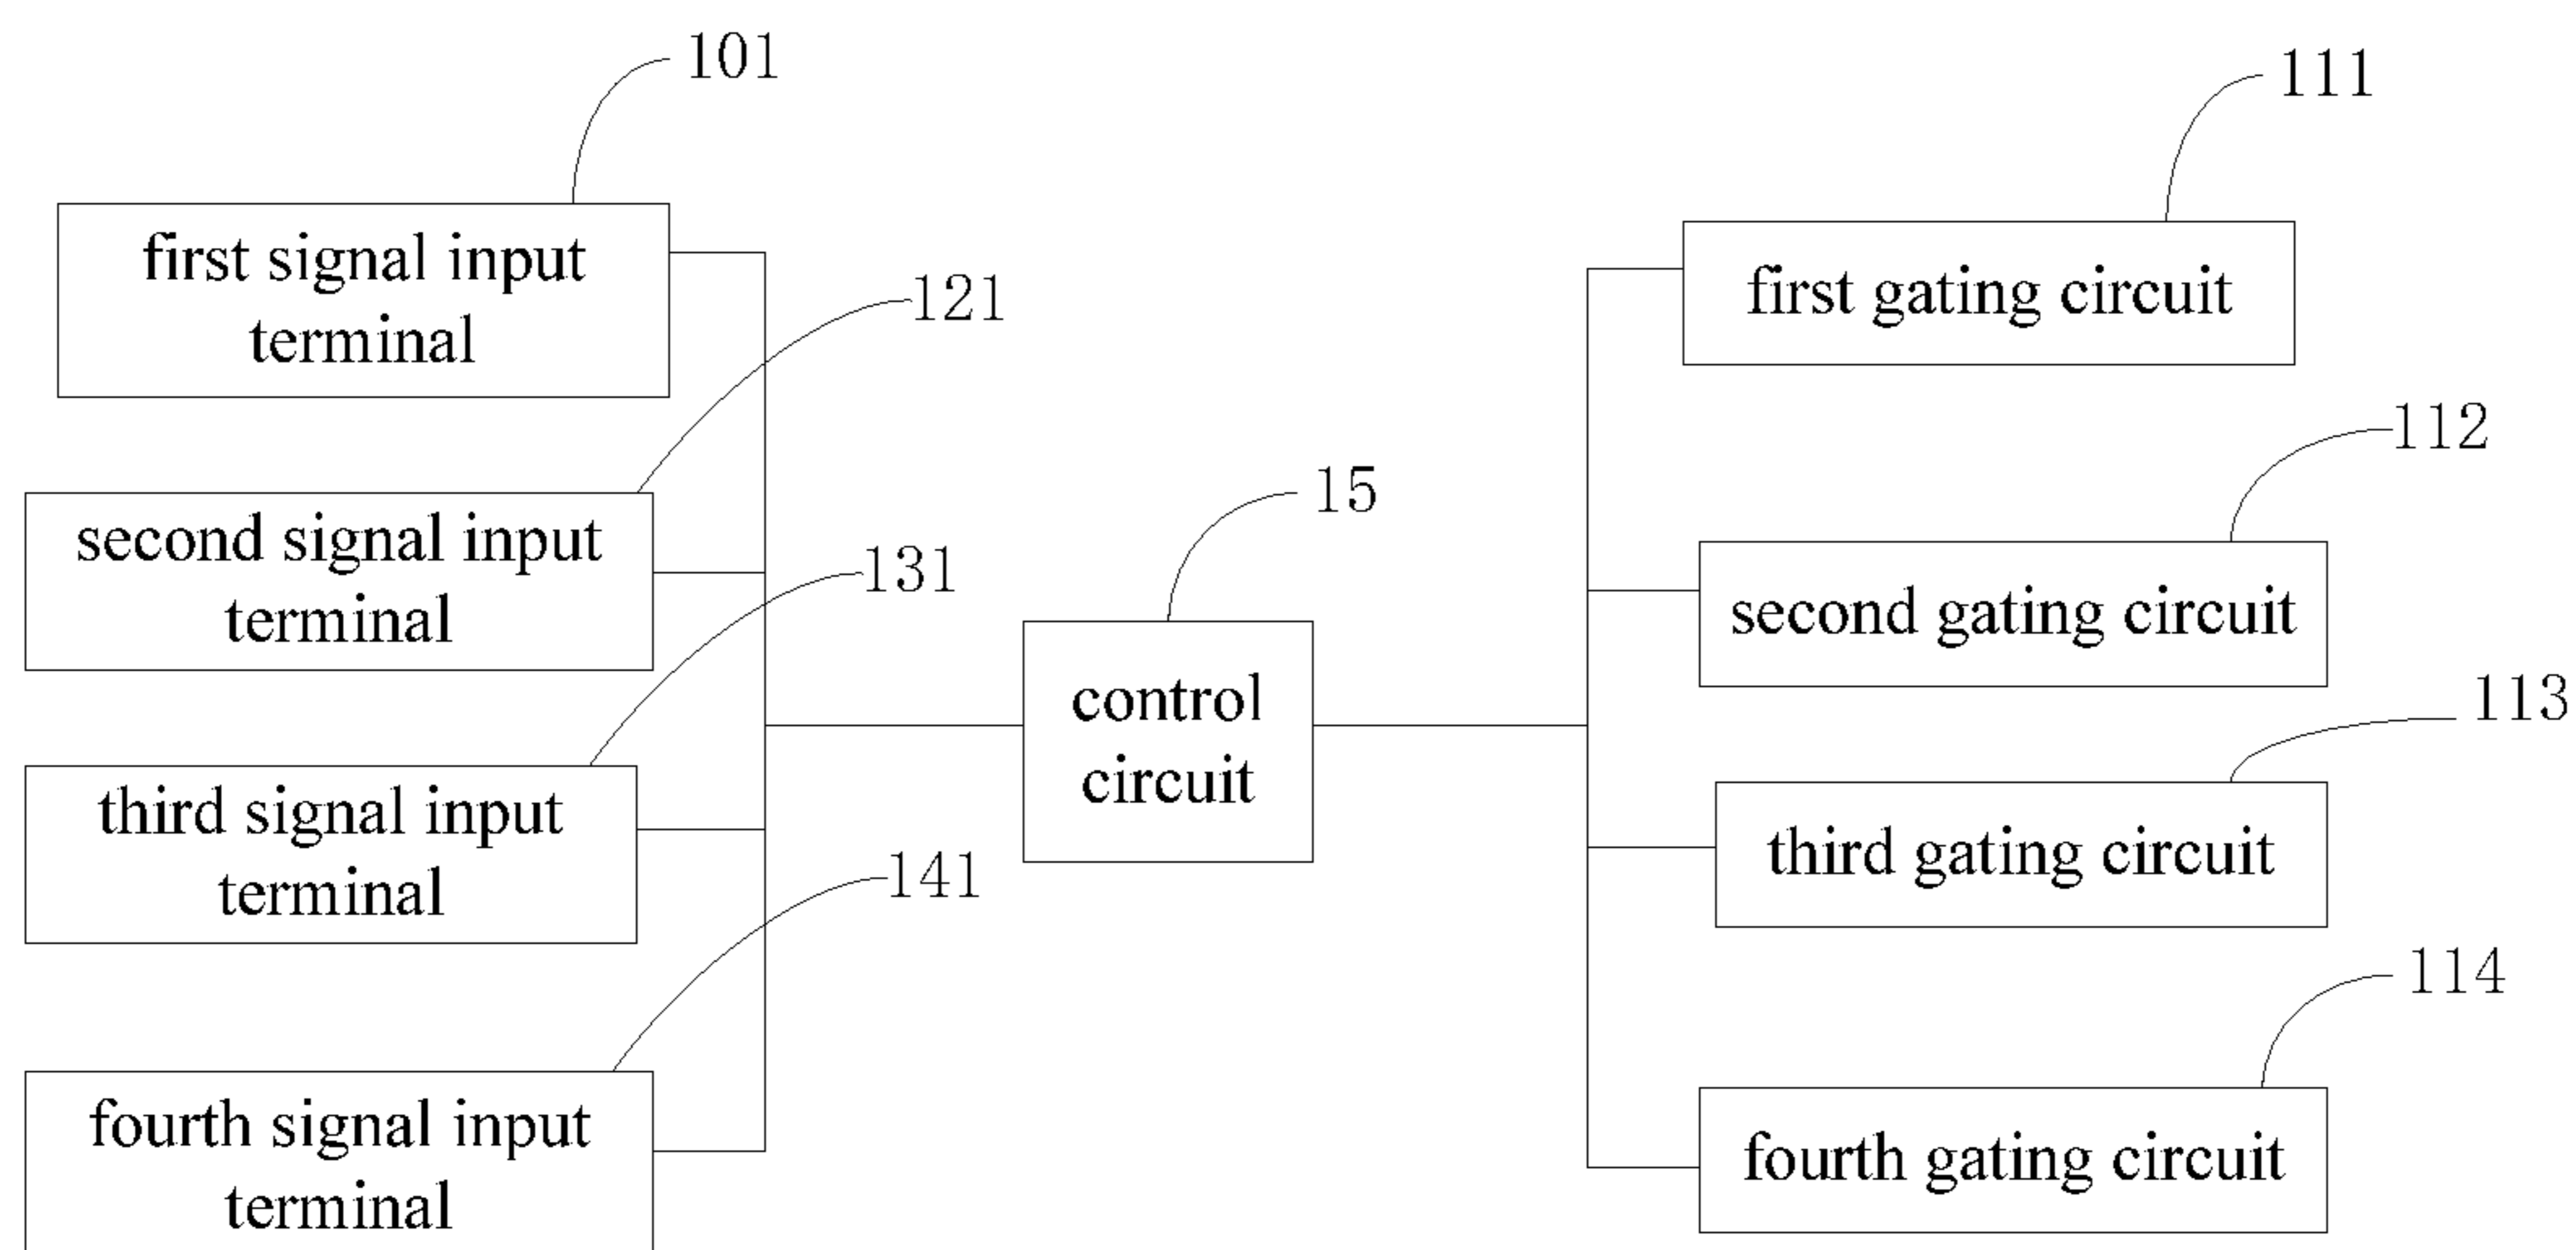 101
first signal input
terminal
121
second signal input
terminal
131
third signal input
terminal
141
fourth signal input
terminal
15
control
circuit
111
first gating circuit
112
second gating circuit
113
third gating circuit
114
fourth gating circuit